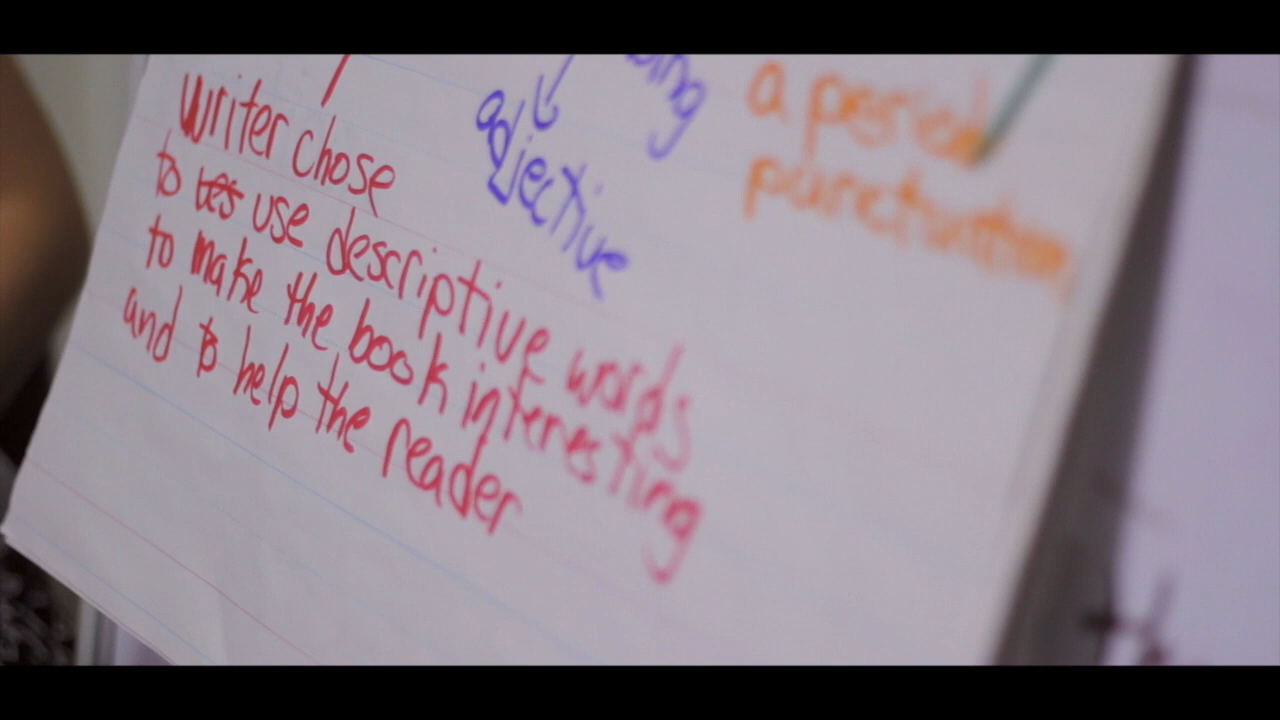 writer chose
to use descriptive words
to make the book interesting
and to help the reader
adjective
a period
punctuation